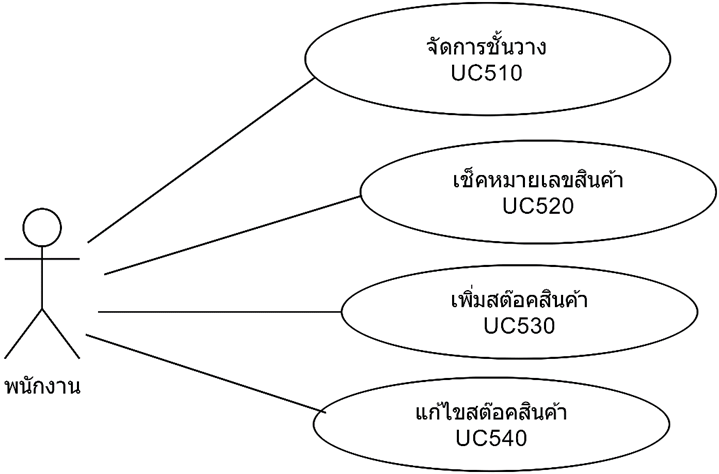 จัดการชั้นวาง
UC510
เช็คหมายเลขสินค้า
UC520
เพิ่มสต๊อคสินค้า
UC530
พนักงาน
แก้ไขสต๊อคสินค้า
UC540